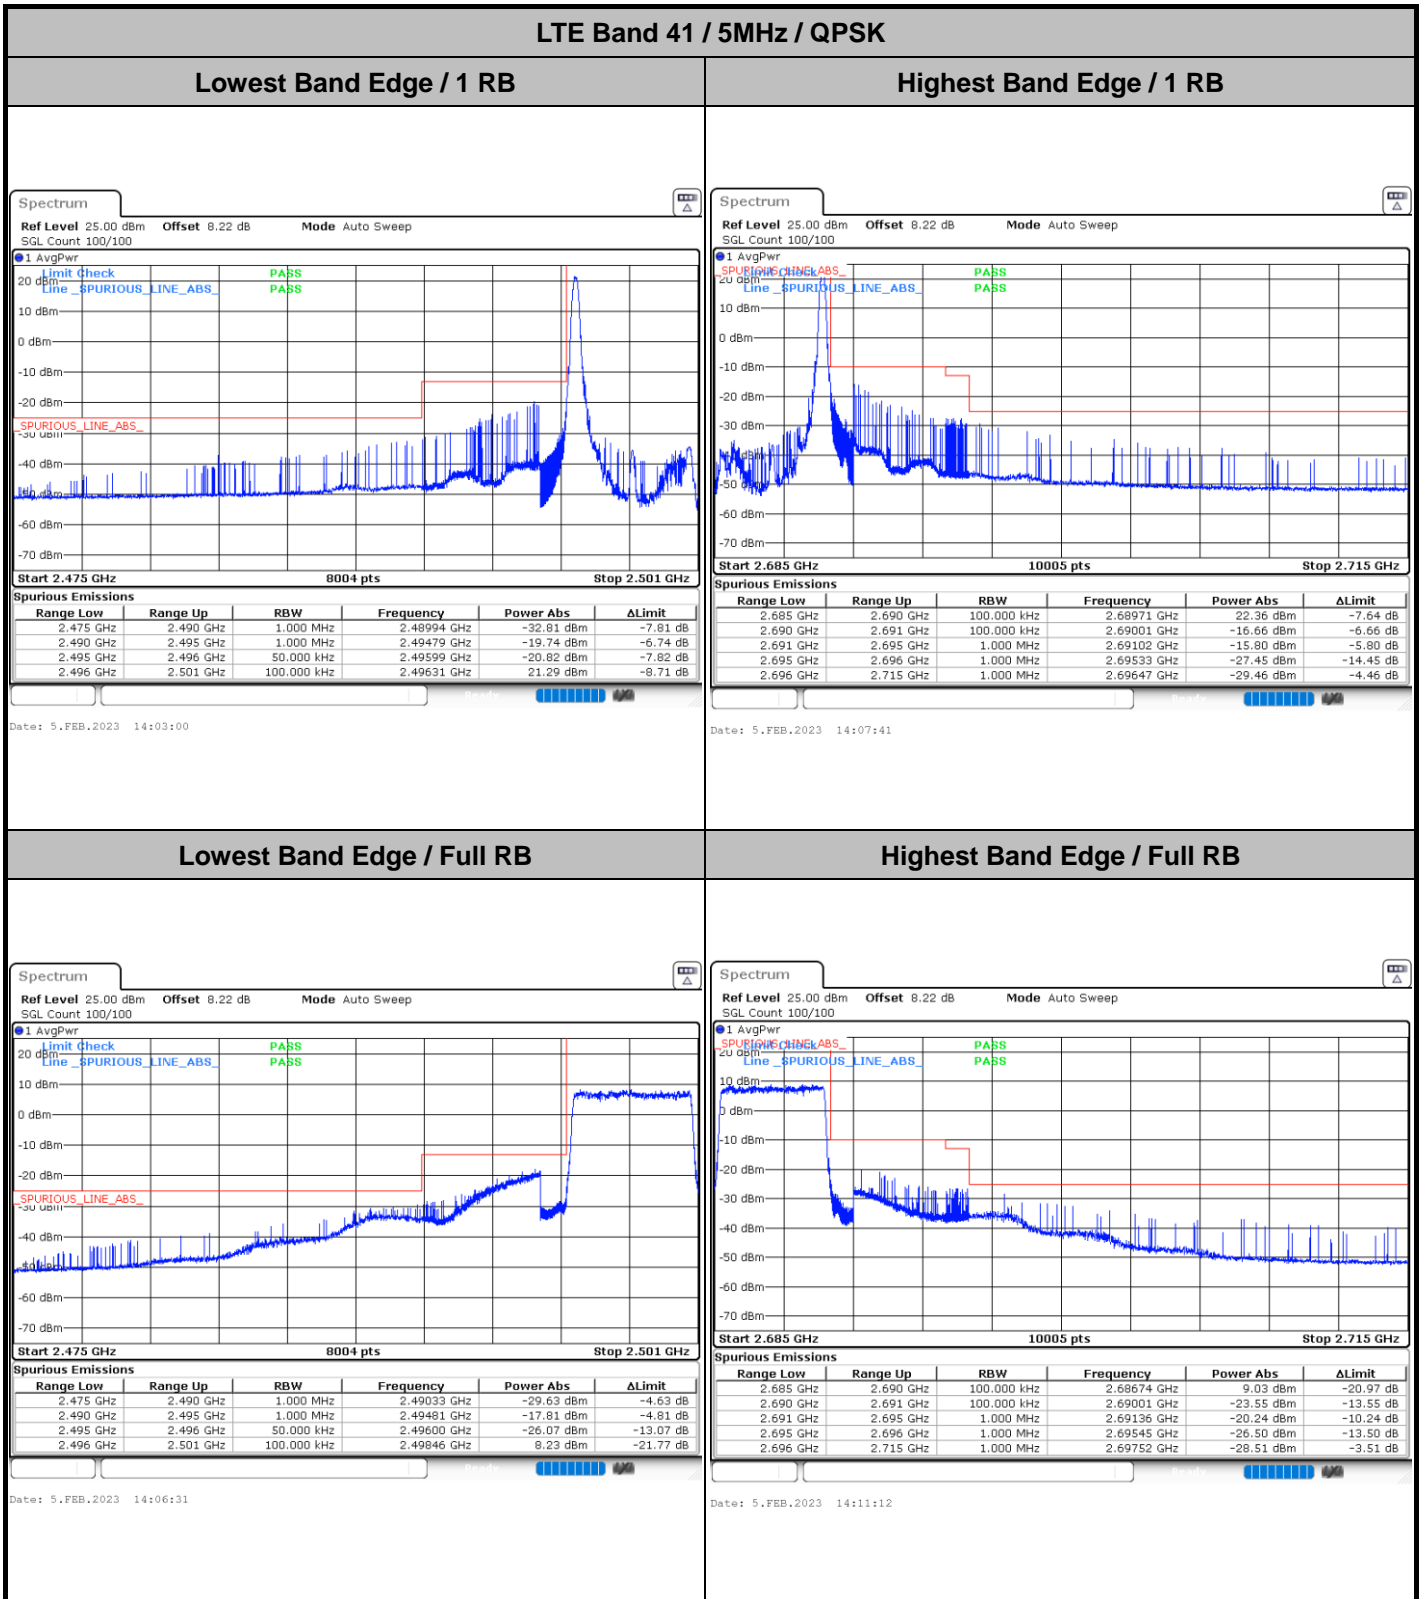 LTE Band 41 / 5MHz / QPSK
Lowest Band Edge / 1 RB
Highest Band Edge / 1 RB
Spectrum
Ref Level 25.00 dBm Offset 8.22 dB Mode Auto Sweep
SGL Count 100/100
1 AvgPwr
Limit Check PASS
20 dBm
Line _SPURIOUS_LINE_ABS_ PASS
10 dBm
0 dBm
-10 dBm
-20 dBm
_SPURIOUS_LINE_ABS_
-30 dBm
-40 dBm
-50 dBm
-60 dBm
-70 dBm
Start 2.475 GHz 8004 pts Stop 2.501 GHz
Spurious Emissions
Range Low Range Up RBW Frequency Power Abs ΔLimit
2.475 GHz 2.490 GHz 1.000 MHz 2.48994 GHz -32.81 dBm -7.81 dB
2.490 GHz 2.495 GHz 1.000 MHz 2.49479 GHz -19.74 dBm -6.74 dB
2.495 GHz 2.496 GHz 50.000 kHz 2.49599 GHz -20.82 dBm -7.82 dB
2.496 GHz 2.501 GHz 100.000 kHz 2.49631 GHz 21.29 dBm -8.71 dB
Ready
Date: 5.FEB.2023 14:03:00
Spectrum
Ref Level 25.00 dBm Offset 8.22 dB Mode Auto Sweep
SGL Count 100/100
1 AvgPwr
_SPURIOUS_LINE_ABS_
Limit Check PASS
20 dBm
Line _SPURIOUS_LINE_ABS_ PASS
10 dBm
0 dBm
-10 dBm
-20 dBm
-30 dBm
-40 dBm
-50 dBm
-60 dBm
-70 dBm
Start 2.685 GHz 10005 pts Stop 2.715 GHz
Spurious Emissions
Range Low Range Up RBW Frequency Power Abs ΔLimit
2.685 GHz 2.690 GHz 100.000 kHz 2.68971 GHz 22.36 dBm -7.64 dB
2.690 GHz 2.691 GHz 100.000 kHz 2.69001 GHz -16.66 dBm -6.66 dB
2.691 GHz 2.695 GHz 1.000 MHz 2.69102 GHz -15.80 dBm -5.80 dB
2.695 GHz 2.696 GHz 1.000 MHz 2.69533 GHz -27.45 dBm -14.45 dB
2.696 GHz 2.715 GHz 1.000 MHz 2.69647 GHz -29.46 dBm -4.46 dB
Ready
Date: 5.FEB.2023 14:07:41
Lowest Band Edge / Full RB
Highest Band Edge / Full RB
Spectrum
Ref Level 25.00 dBm Offset 8.22 dB Mode Auto Sweep
SGL Count 100/100
1 AvgPwr
Limit Check PASS
20 dBm
Line _SPURIOUS_LINE_ABS_ PASS
10 dBm
0 dBm
-10 dBm
-20 dBm
_SPURIOUS_LINE_ABS_
-30 dBm
-40 dBm
-50 dBm
-60 dBm
-70 dBm
Start 2.475 GHz 8004 pts Stop 2.501 GHz
Spurious Emissions
Range Low Range Up RBW Frequency Power Abs ΔLimit
2.475 GHz 2.490 GHz 1.000 MHz 2.49033 GHz -29.63 dBm -4.63 dB
2.490 GHz 2.495 GHz 1.000 MHz 2.49481 GHz -17.81 dBm -4.81 dB
2.495 GHz 2.496 GHz 50.000 kHz 2.49600 GHz -26.07 dBm -13.07 dB
2.496 GHz 2.501 GHz 100.000 kHz 2.49846 GHz 8.23 dBm -21.77 dB
Ready
Date: 5.FEB.2023 14:06:31
Spectrum
Ref Level 25.00 dBm Offset 8.22 dB Mode Auto Sweep
SGL Count 100/100
1 AvgPwr
_SPURIOUS_LINE_ABS_
Limit Check PASS
20 dBm
Line _SPURIOUS_LINE_ABS_ PASS
10 dBm
0 dBm
-10 dBm
-20 dBm
-30 dBm
-40 dBm
-50 dBm
-60 dBm
-70 dBm
Start 2.685 GHz 10005 pts Stop 2.715 GHz
Spurious Emissions
Range Low Range Up RBW Frequency Power Abs ΔLimit
2.685 GHz 2.690 GHz 100.000 kHz 2.68674 GHz 9.03 dBm -20.97 dB
2.690 GHz 2.691 GHz 100.000 kHz 2.69001 GHz -23.55 dBm -13.55 dB
2.691 GHz 2.695 GHz 1.000 MHz 2.69136 GHz -20.24 dBm -10.24 dB
2.695 GHz 2.696 GHz 1.000 MHz 2.69545 GHz -26.50 dBm -13.50 dB
2.696 GHz 2.715 GHz 1.000 MHz 2.69752 GHz -28.51 dBm -3.51 dB
Ready
Date: 5.FEB.2023 14:11:12